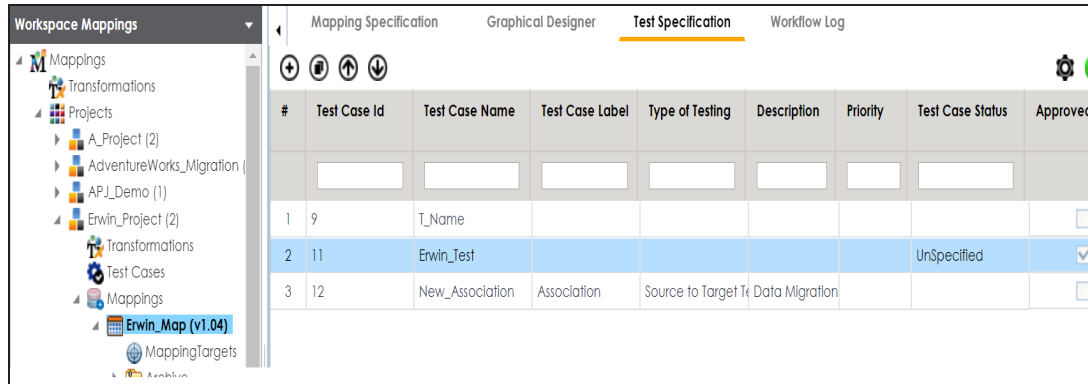 Workspace Mappings
Mappings
Transformations
Projects
A_Project (2)
AdventureWorks_Migration (
APJ_Demo (1)
Erwin_Project (2)
Transformations
Test Cases
Mappings
Erwin_Map (v1.04)
MappingTargets
Archive
Mapping Specification Graphical Designer Test Specification Workflow Log
# Test Case Id Test Case Name Test Case Label Type of Testing Description Priority Test Case Status Approved
1 9 T_Name
2 11 Erwin_Test UnSpecified
3 12 New_Association Association Source to Target Te Data Migration